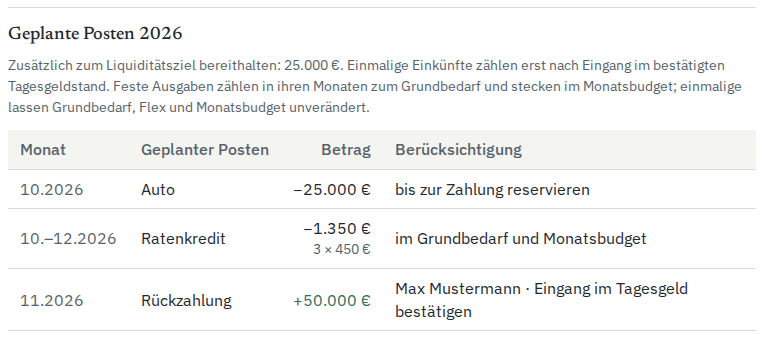 Geplante Posten 2026
Zusätzlich zum Liquiditätsziel bereithalten: 25.000 €. Einmalige Einkünfte zählen erst nach Eingang im bestätigten
Tagesgeldstand. Feste Ausgaben zählen in ihren Monaten zum Grundbedarf und stecken im Monatsbudget; einmalige
lassen Grundbedarf, Flex und Monatsbudget unverändert.
Monat Geplanter Posten Betrag Berücksichtigung
10.2026 Auto −25.000 € bis zur Zahlung reservieren
10.–12.2026 Ratenkredit −1.350 € im Grundbedarf und Monatsbudget
3 × 450 €
11.2026 Rückzahlung +50.000 € Max Mustermann · Eingang im Tagesgeld
bestätigen